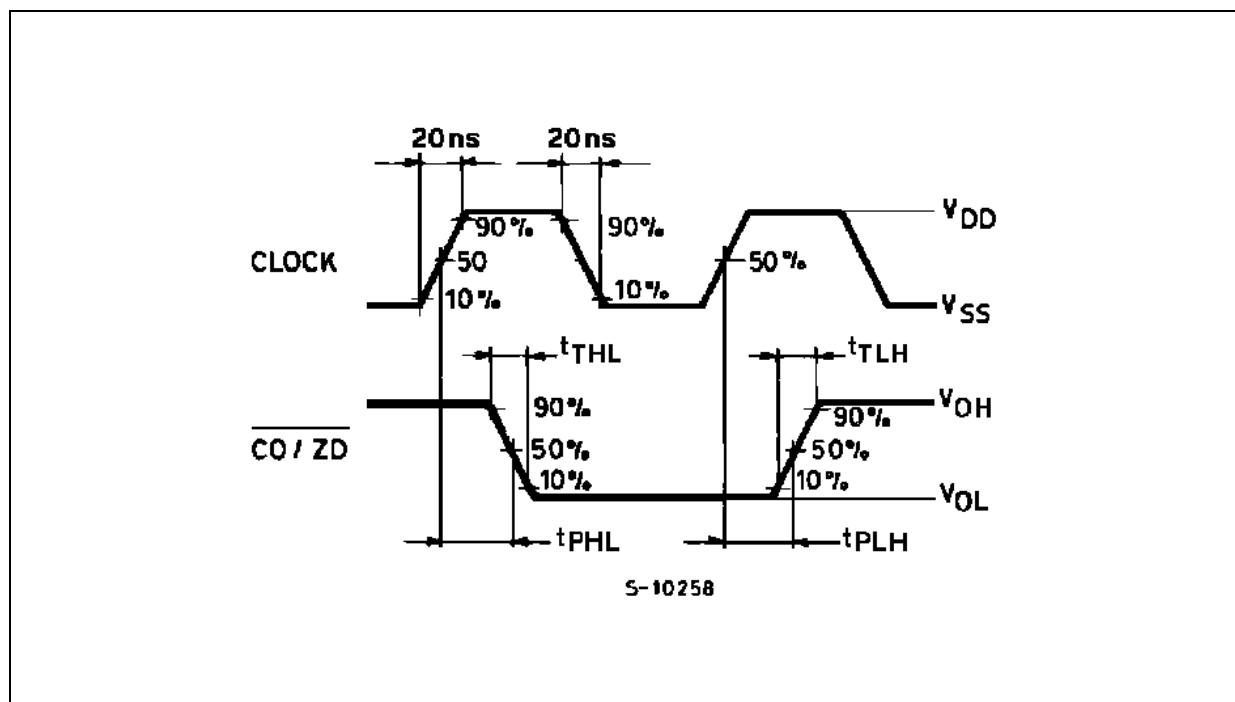 20ns 20ns
90% 90% V_DD
CLOCK 50 50%
10% 10% V_SS
t_THL t_TLH
90% 90% V_OH
CO / ZD 50% 50%
10% 10% V_OL
t_PHL t_PLH
S-10258